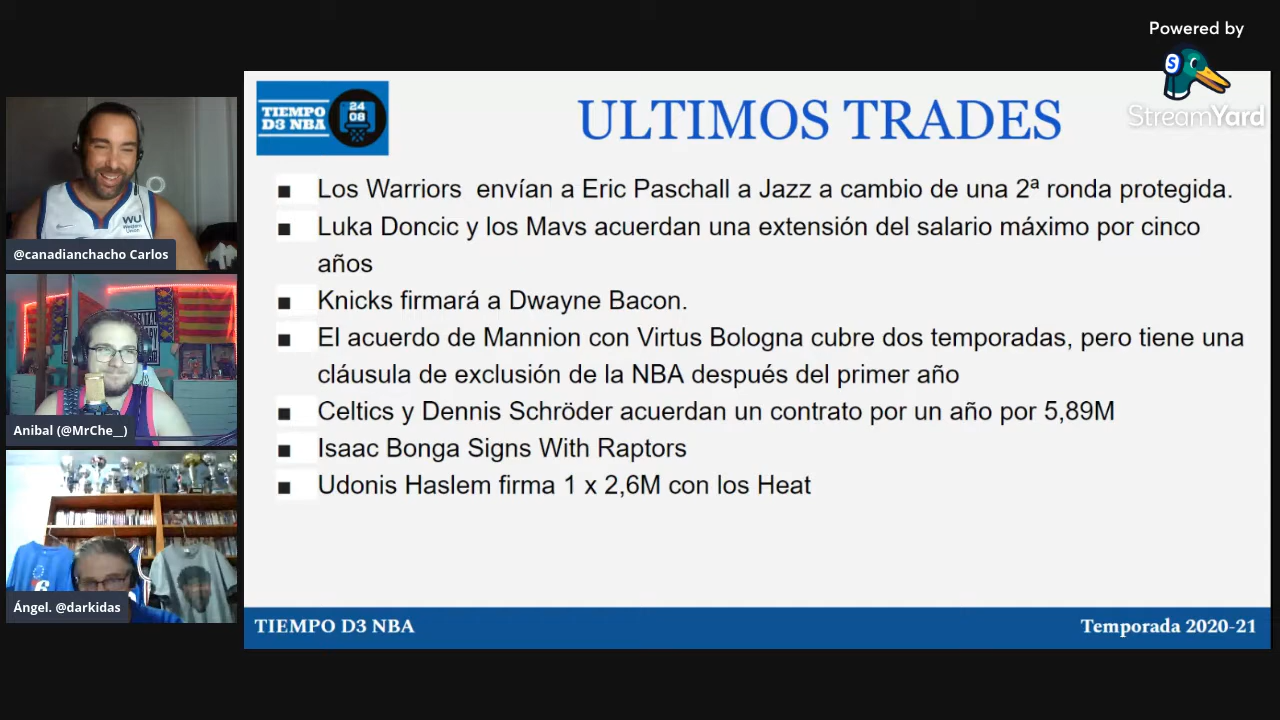 Powered by
StreamYard
TIEMPO
D3 NBA
24
08
ULTIMOS TRADES
Los Warriors envían a Eric Paschall a Jazz a cambio de una 2ª ronda protegida.
Luka Doncic y los Mavs acuerdan una extensión del salario máximo por cinco
años
Knicks firmará a Dwayne Bacon.
El acuerdo de Mannion con Virtus Bologna cubre dos temporadas, pero tiene una
cláusula de exclusión de la NBA después del primer año
Celtics y Dennis Schröder acuerdan un contrato por un año por 5,89M
Isaac Bonga Signs With Raptors
Udonis Haslem firma 1 x 2,6M con los Heat
TIEMPO D3 NBA
Temporada 2020-21
WU
Western
Union
@canadianchacho Carlos
Anibal (@MrChe__)
Ángel. @darkidas